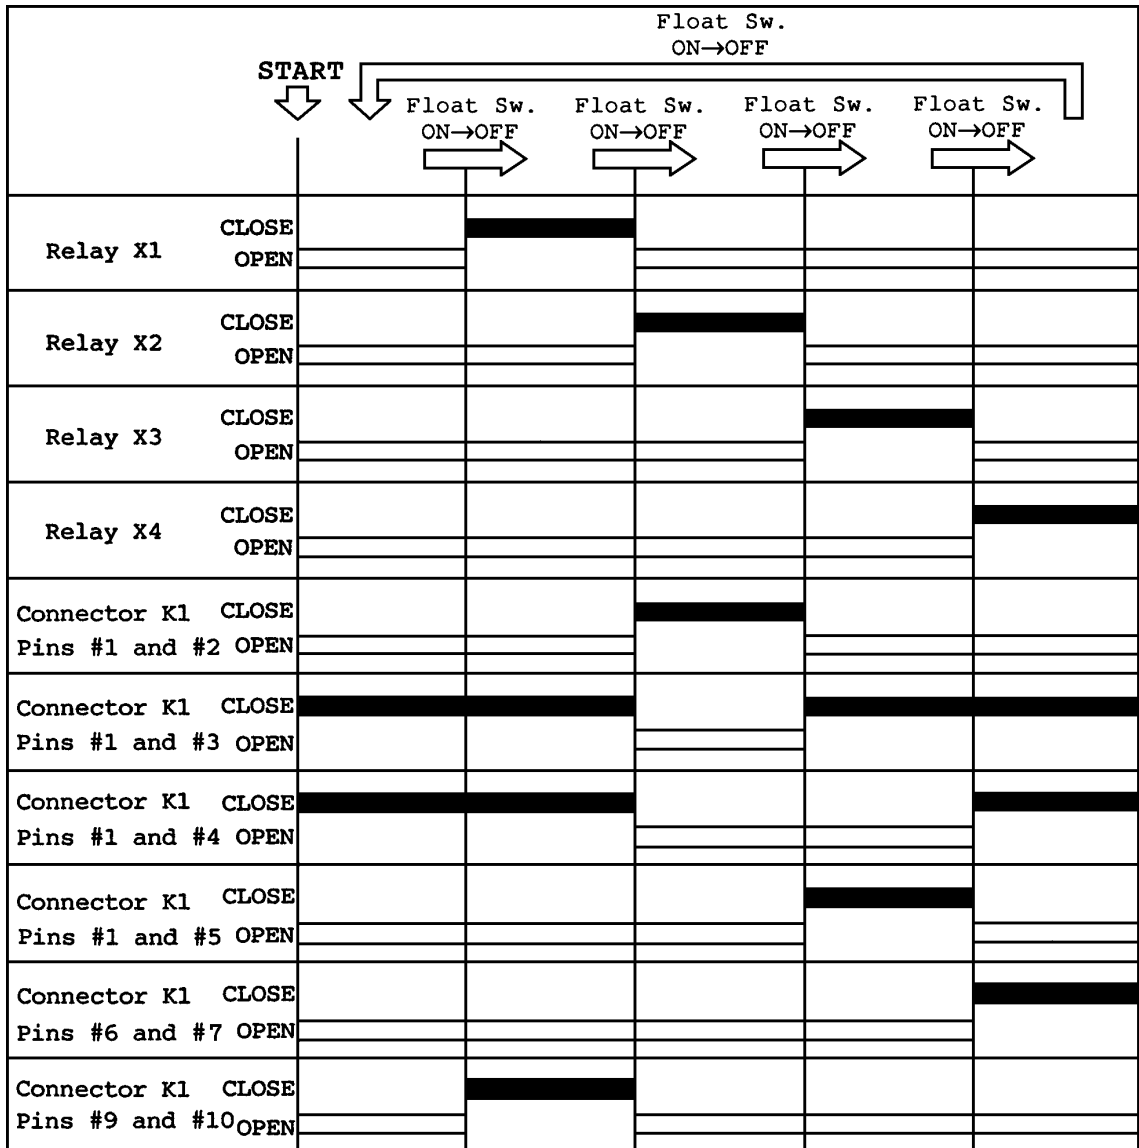 Float Sw.
ON→OFF
START
Float Sw. Float Sw. Float Sw. Float Sw.
ON→OFF ON→OFF ON→OFF ON→OFF
CLOSE
Relay X1
OPEN
CLOSE
Relay X2
OPEN
CLOSE
Relay X3
OPEN
CLOSE
Relay X4
OPEN
Connector K1 CLOSE
Pins #1 and #2 OPEN
Connector K1 CLOSE
Pins #1 and #3 OPEN
Connector K1 CLOSE
Pins #1 and #4 OPEN
Connector K1 CLOSE
Pins #1 and #5 OPEN
Connector K1 CLOSE
Pins #6 and #7 OPEN
Connector K1 CLOSE
Pins #9 and #10 OPEN